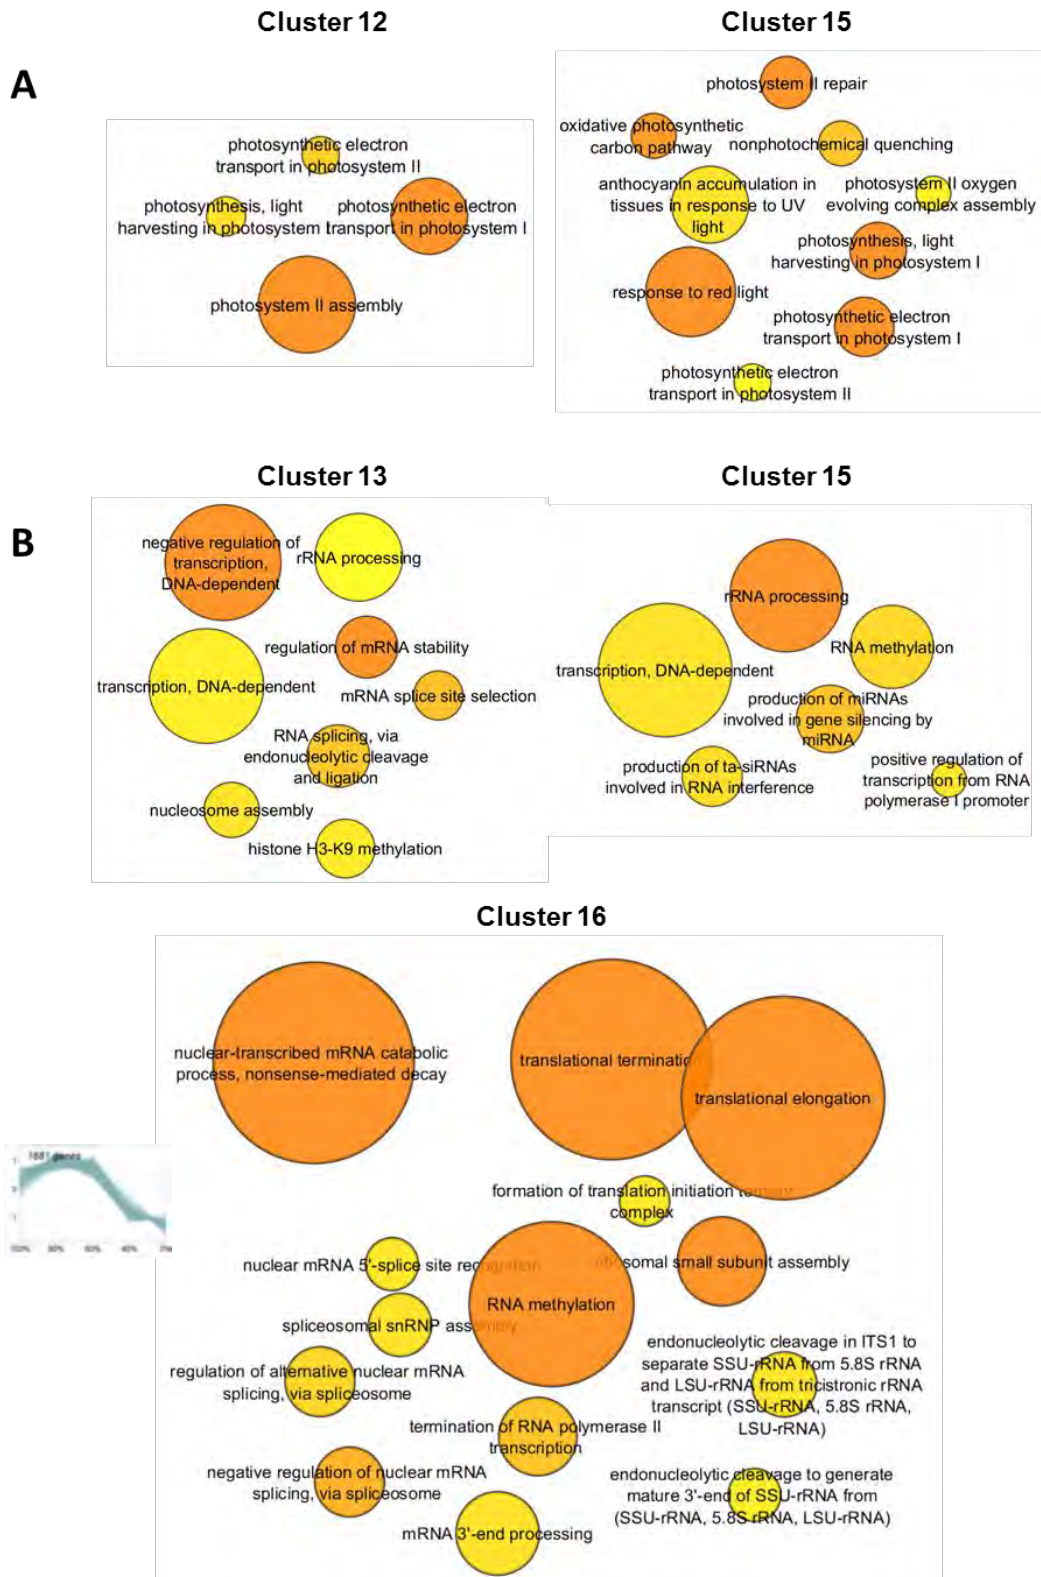 Cluster 12
Cluster 15
A
photosynthetic electron
transport in photosystem II
photosynthesis, light
harvesting in photosystem I
photosynthetic electron
transport in photosystem I
photosystem II assembly
photosystem II repair
oxidative photosynthetic
carbon pathway
nonphotochemical quenching
anthocyanin accumulation in
tissues in response to UV
light
photosystem II oxygen
evolving complex assembly
photosynthesis, light
harvesting in photosystem I
response to red light
photosynthetic electron
transport in photosystem I
photosynthetic electron
transport in photosystem II
Cluster 13
Cluster 15
B
negative regulation of
transcription,
DNA-dependent
rRNA processing
regulation of mRNA stability
transcription, DNA-dependent
mRNA splice site selection
RNA splicing, via
endonucleolytic cleavage
and ligation
nucleosome assembly
histone H3-K9 methylation
rRNA processing
RNA methylation
transcription, DNA-dependent
production of miRNAs
involved in gene silencing by
miRNA
production of ta-siRNAs
involved in RNA interference
positive regulation of
transcription from RNA
polymerase I promoter
Cluster 16
nuclear-transcribed mRNA catabolic
process, nonsense-mediated decay
translational termination
translational elongation
1681 genes
formation of translation initiation ternary
complex
nuclear mRNA 5'-splice site recognition
ribosomal small subunit assembly
RNA methylation
spliceosomal snRNP assembly
regulation of alternative nuclear mRNA
splicing, via spliceosome
endonucleolytic cleavage in ITS1 to
separate SSU-rRNA from 5.8S rRNA
and LSU-rRNA from tricistronic rRNA
transcript (SSU-rRNA, 5.8S rRNA,
LSU-rRNA)
termination of RNA polymerase II
transcription
negative regulation of nuclear mRNA
splicing, via spliceosome
endonucleolytic cleavage to generate
mature 3'-end of SSU-rRNA from
(SSU-rRNA, 5.8S rRNA, LSU-rRNA)
mRNA 3'-end processing